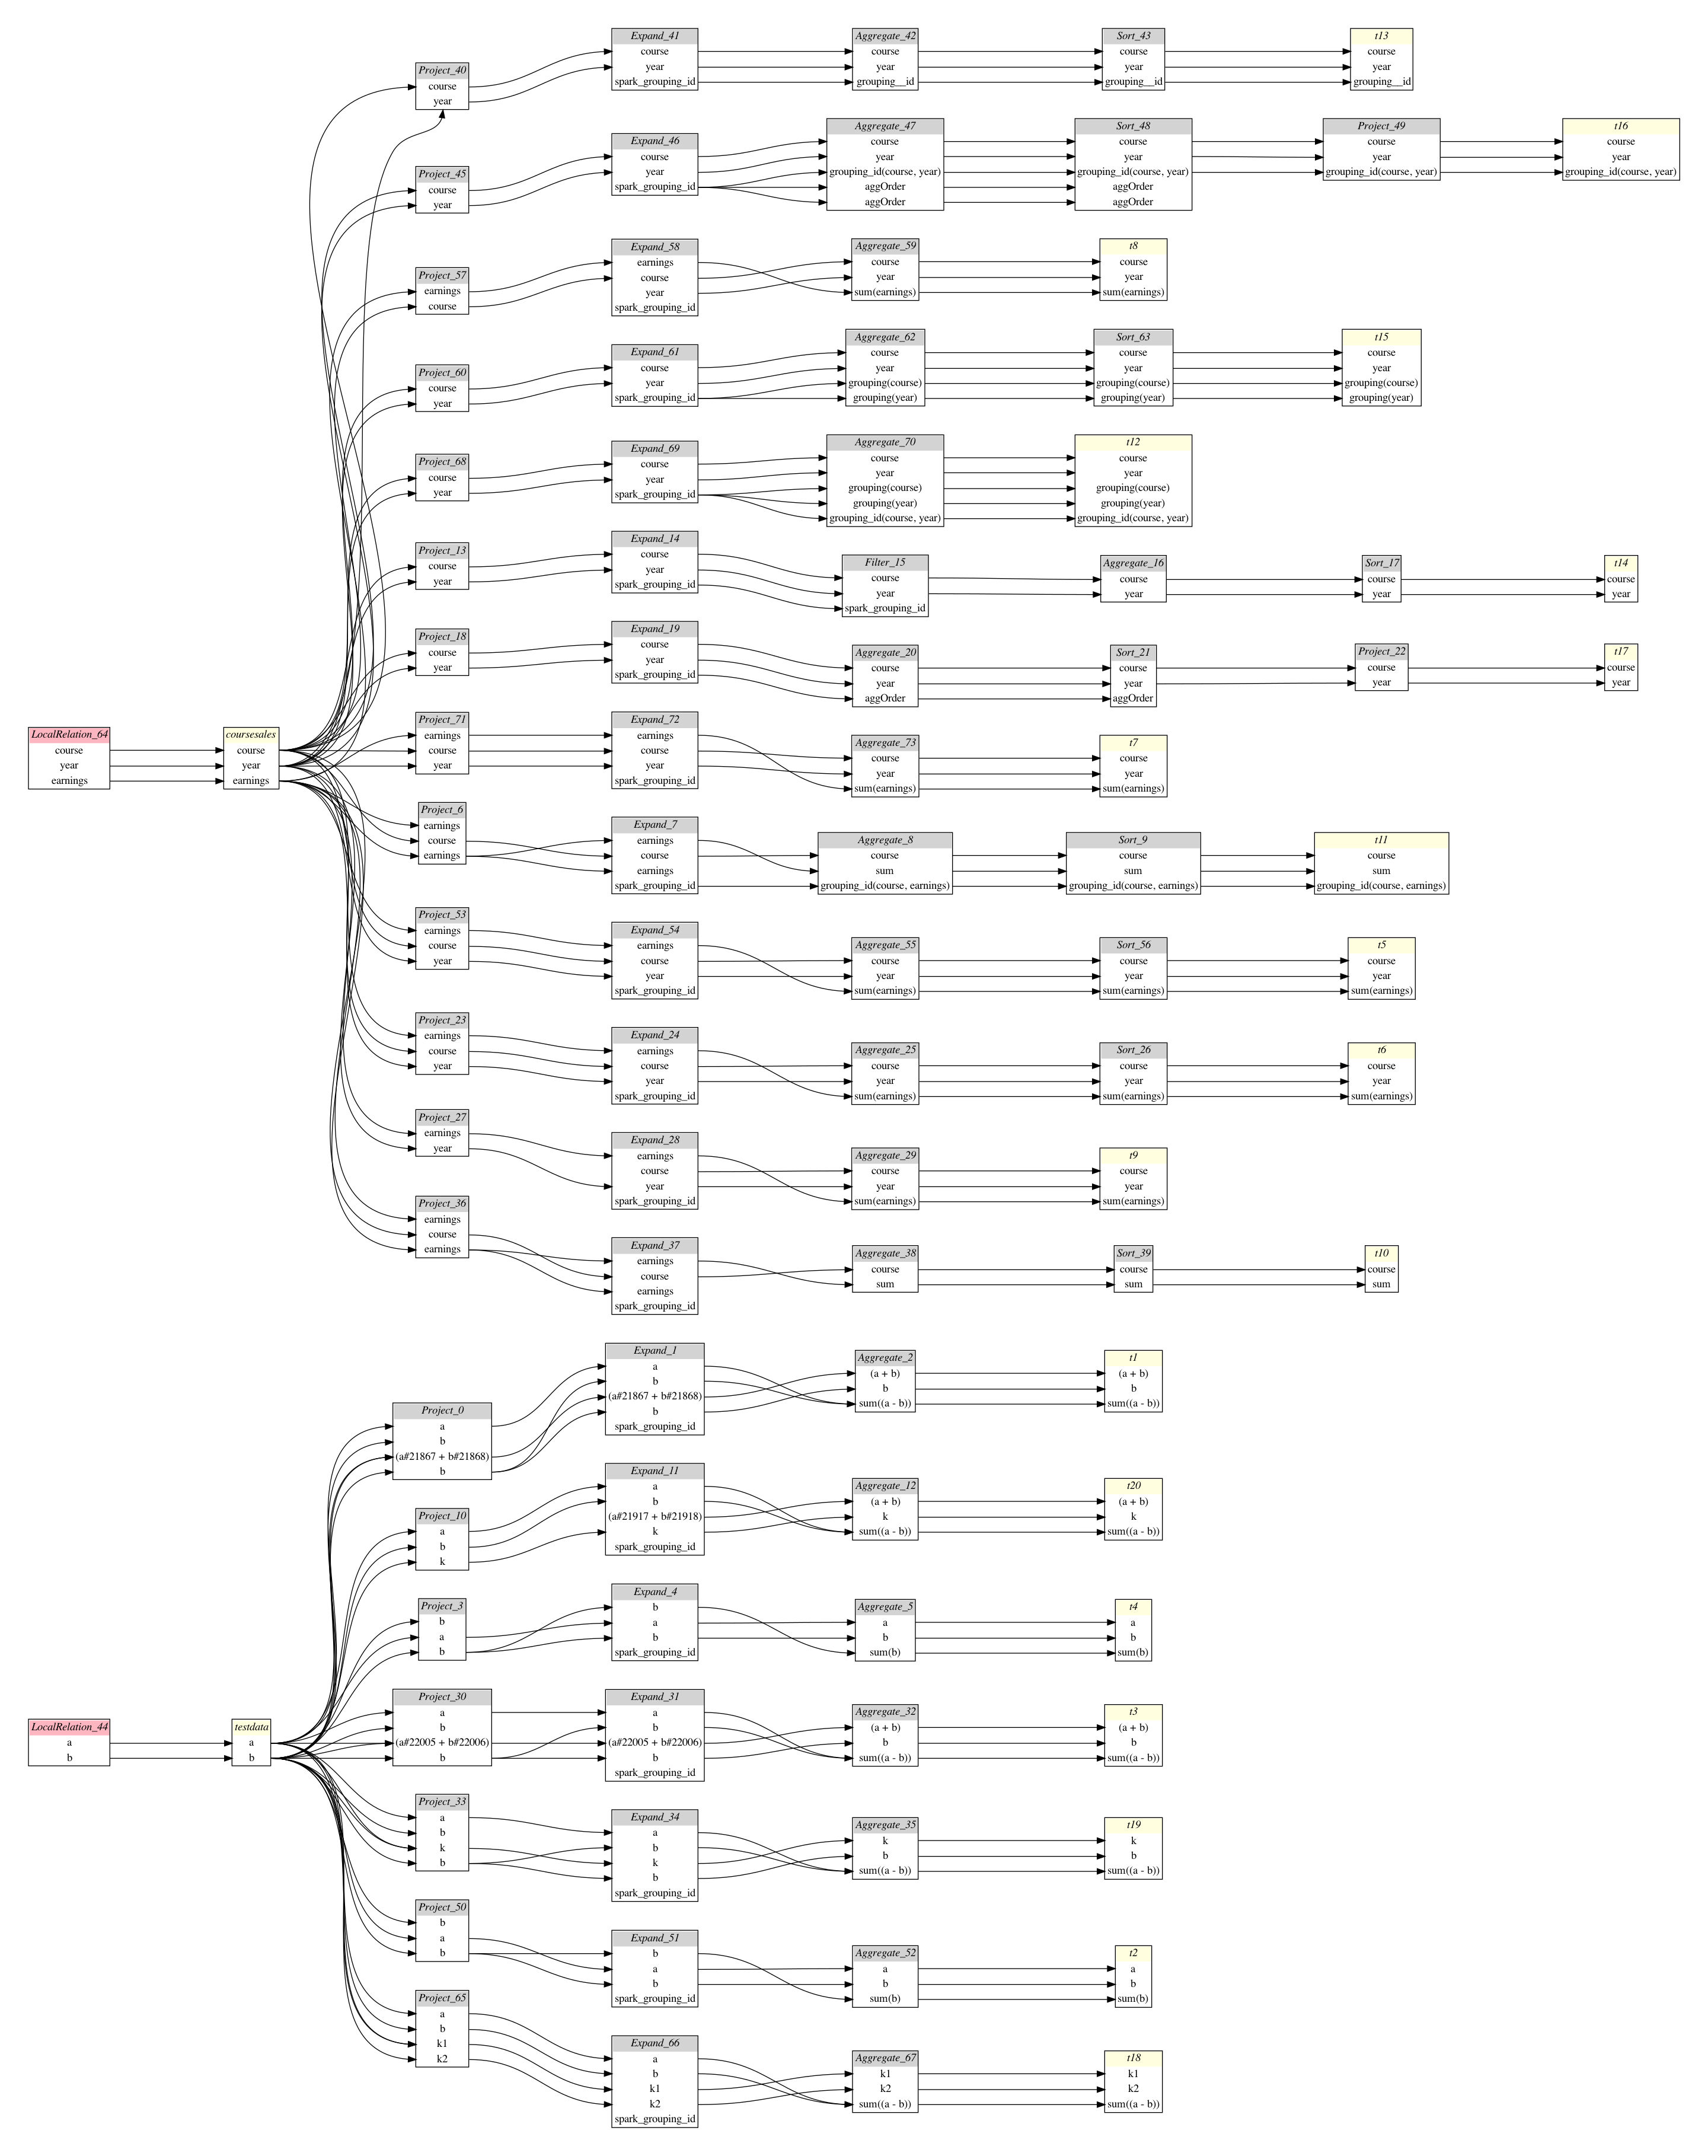 Expand_41
course
year
spark_grouping_id
Aggregate_42
course
year
grouping__id
Sort_43
course
year
grouping__id
t13
course
year
grouping__id
Project_40
course
year
Expand_46
course
year
spark_grouping_id
Aggregate_47
course
year
grouping_id(course, year)
aggOrder
aggOrder
Sort_48
course
year
grouping_id(course, year)
aggOrder
aggOrder
Project_49
course
year
grouping_id(course, year)
t16
course
year
grouping_id(course, year)
Project_45
course
year
Project_57
earnings
course
Expand_58
earnings
course
year
spark_grouping_id
Aggregate_59
course
year
sum(earnings)
t8
course
year
sum(earnings)
Project_60
course
year
Expand_61
course
year
spark_grouping_id
Aggregate_62
course
year
grouping(course)
grouping(year)
Sort_63
course
year
grouping(course)
grouping(year)
t15
course
year
grouping(course)
grouping(year)
Project_68
course
year
Expand_69
course
year
spark_grouping_id
Aggregate_70
course
year
grouping(course)
grouping(year)
grouping_id(course, year)
t12
course
year
grouping(course)
grouping(year)
grouping_id(course, year)
Project_13
course
year
Expand_14
course
year
spark_grouping_id
Filter_15
course
year
spark_grouping_id
Aggregate_16
course
year
Sort_17
course
year
t14
course
year
Project_18
course
year
Expand_19
course
year
spark_grouping_id
Aggregate_20
course
year
aggOrder
Sort_21
course
year
aggOrder
Project_22
course
year
t17
course
year
LocalRelation_64
course
year
earnings
coursesales
course
year
earnings
Project_71
earnings
course
year
Expand_72
earnings
course
year
spark_grouping_id
Aggregate_73
course
year
sum(earnings)
t7
course
year
sum(earnings)
Project_6
earnings
course
earnings
Expand_7
earnings
course
earnings
spark_grouping_id
Aggregate_8
course
sum
grouping_id(course, earnings)
Sort_9
course
sum
grouping_id(course, earnings)
t11
course
sum
grouping_id(course, earnings)
Project_53
earnings
course
year
Expand_54
earnings
course
year
spark_grouping_id
Aggregate_55
course
year
sum(earnings)
Sort_56
course
year
sum(earnings)
t5
course
year
sum(earnings)
Project_23
earnings
course
year
Expand_24
earnings
course
year
spark_grouping_id
Aggregate_25
course
year
sum(earnings)
Sort_26
course
year
sum(earnings)
t6
course
year
sum(earnings)
Project_27
earnings
year
Expand_28
earnings
course
year
spark_grouping_id
Aggregate_29
course
year
sum(earnings)
t9
course
year
sum(earnings)
Project_36
earnings
course
earnings
Expand_37
earnings
course
earnings
spark_grouping_id
Aggregate_38
course
sum
Sort_39
course
sum
t10
course
sum
Project_0
a
b
(a#21867 + b#21868)
b
Expand_1
a
b
(a#21867 + b#21868)
b
spark_grouping_id
Aggregate_2
(a + b)
b
sum((a - b))
t1
(a + b)
b
sum((a - b))
Project_10
a
b
k
Expand_11
a
b
(a#21917 + b#21918)
k
spark_grouping_id
Aggregate_12
(a + b)
k
sum((a - b))
t20
(a + b)
k
sum((a - b))
Project_3
b
a
b
Expand_4
b
a
b
spark_grouping_id
Aggregate_5
a
b
sum(b)
t4
a
b
sum(b)
LocalRelation_44
a
b
testdata
a
b
Project_30
a
b
(a#22005 + b#22006)
b
Expand_31
a
b
(a#22005 + b#22006)
b
spark_grouping_id
Aggregate_32
(a + b)
b
sum((a - b))
t3
(a + b)
b
sum((a - b))
Project_33
a
b
k
b
Expand_34
a
b
k
b
spark_grouping_id
Aggregate_35
k
b
sum((a - b))
t19
k
b
sum((a - b))
Project_50
b
a
b
Expand_51
b
a
b
spark_grouping_id
Aggregate_52
a
b
sum(b)
t2
a
b
sum(b)
Project_65
a
b
k1
k2
Expand_66
a
b
k1
k2
spark_grouping_id
Aggregate_67
k1
k2
sum((a - b))
t18
k1
k2
sum((a - b))